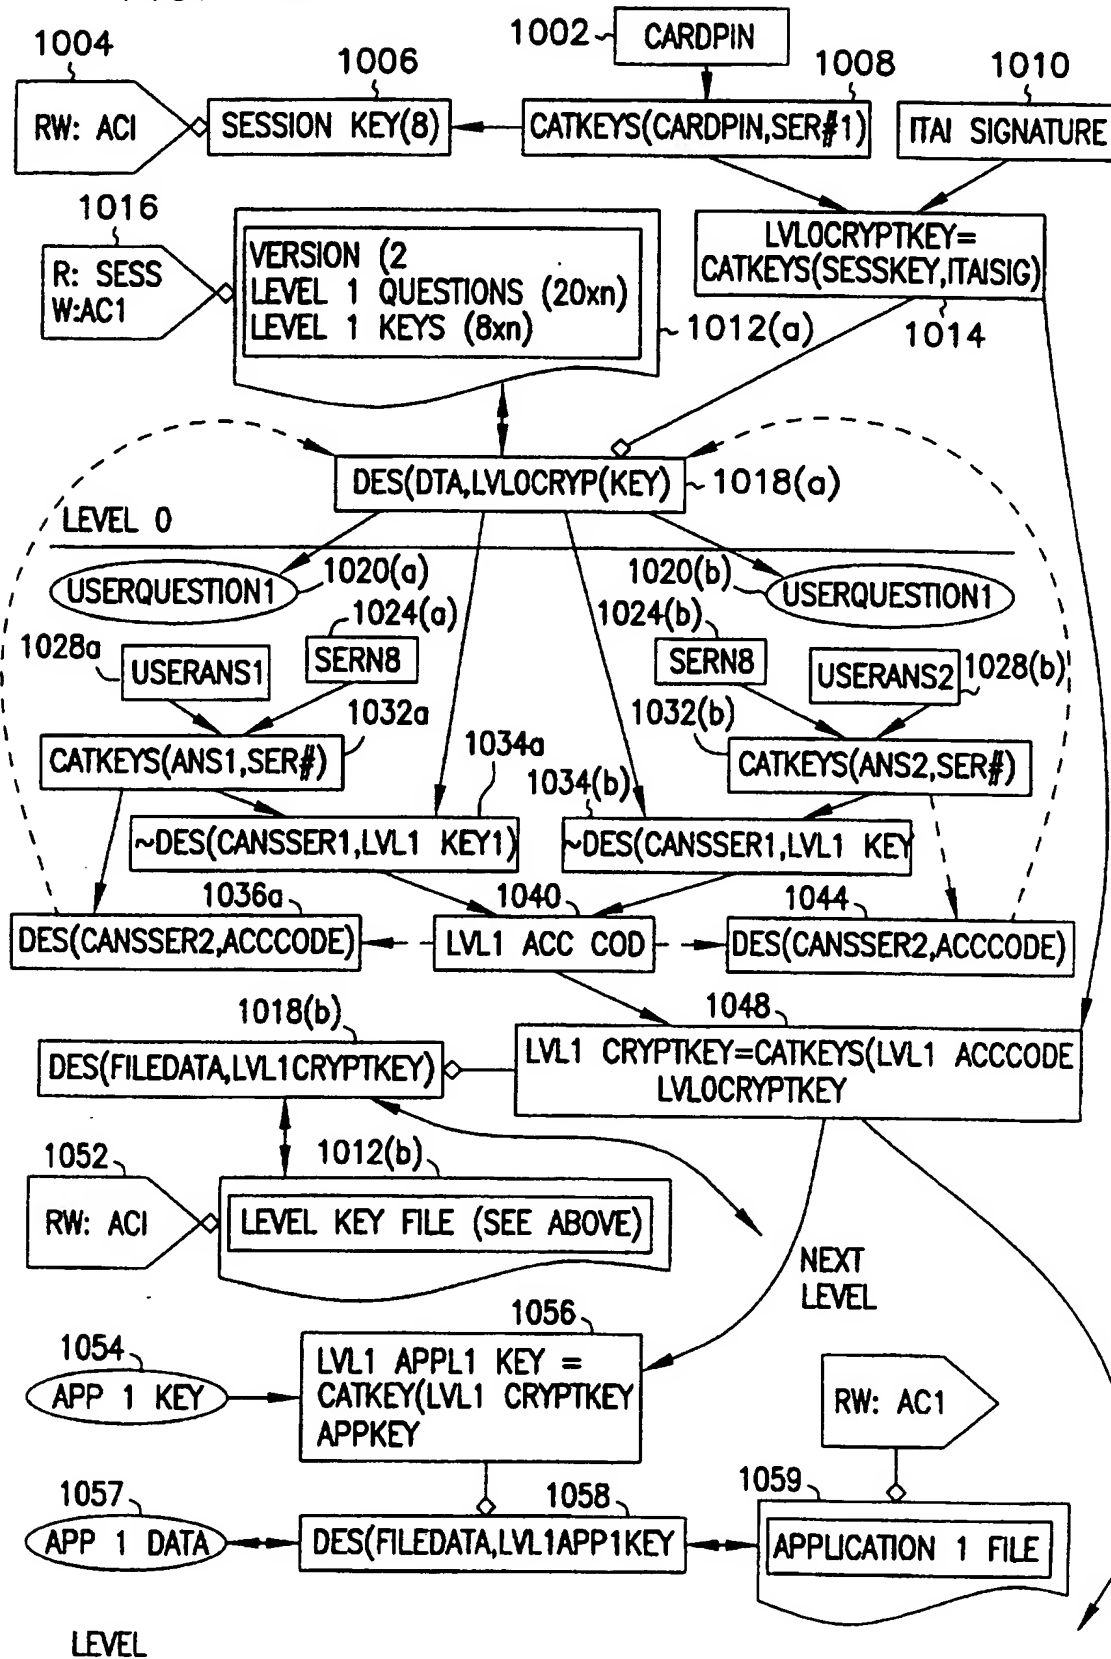 1002
CARDPIN
1004
1006
1008
1010
RW: ACI
SESSION KEY(8)
CATKEYS(CARDPIN,SER#1)
ITAI SIGNATURE
1016
R: SESS
W:AC1
VERSION (2
LEVEL 1 QUESTIONS (20xn)
LEVEL 1 KEYS (8xn)
1012(a)
LVLOCRYPTKEY=
CATKEYS(SESSKEY,ITAISIG)
1014
DES(DTA,LVLOCRYP(KEY)
1018(a)
LEVEL 0
USERQUESTION1
1020(a)
1020(b)
USERQUESTION1
1024(a)
1024(b)
1028a
USERANS1
SERN8
SERN8
USERANS2
1028(b)
1032a
1032(b)
CATKEYS(ANS1,SER#)
CATKEYS(ANS2,SER#)
1034a
1034(b)
~DES(CANSSER1,LVL1 KEY1)
~DES(CANSSER1,LVL1 KEY
1036a
1040
1044
DES(CANSSER2,ACCCODE)
LVL1 ACC COD
DES(CANSSER2,ACCCODE)
1018(b)
1048
DES(FILEDATA,LVL1CRYPTKEY)
LVL1 CRYPTKEY=CATKEYS(LVL1 ACCCODE
LVLOCRYPTKEY
1052
1012(b)
RW: ACI
LEVEL KEY FILE (SEE ABOVE)
NEXT
LEVEL
1054
1056
APP 1 KEY
LVL1 APPL1 KEY =
CATKEY(LVL1 CRYPTKEY
APPKEY
RW: AC1
1057
1058
1059
APP 1 DATA
DES(FILEDATA,LVL1APP1KEY
APPLICATION 1 FILE
LEVEL